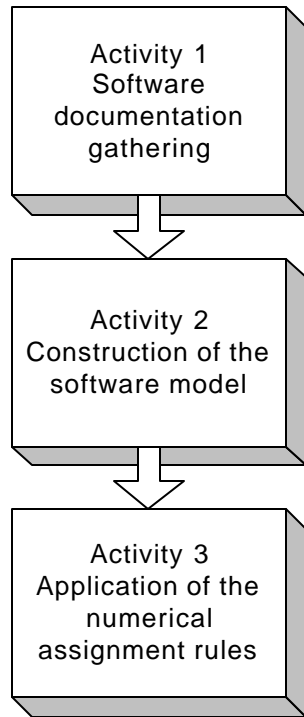 Activity 1
Software
documentation
gathering
Activity 2
Construction of the
software model
Activity 3
Application of the
numerical
assignment rules